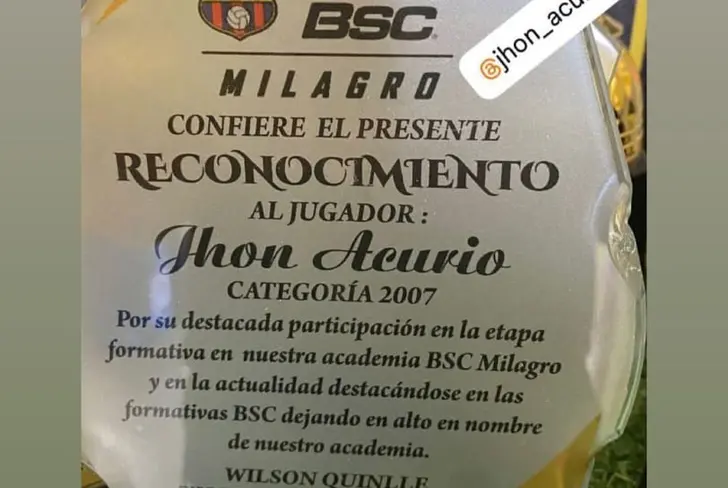 BSC
@jhon_acu
MILAGRO
CONFIERE EL PRESENTE
RECONOCIMIENTO
AL JUGADOR :
Jhon Acurio
CATEGORÍA 2007
Por su destacada participación en la etapa
formativa en nuestra academia BSC Milagro
y en la actualidad destacándose en las
formativas BSC dejando en alto en nombre
de nuestro academia.
WILSON QUINLLE